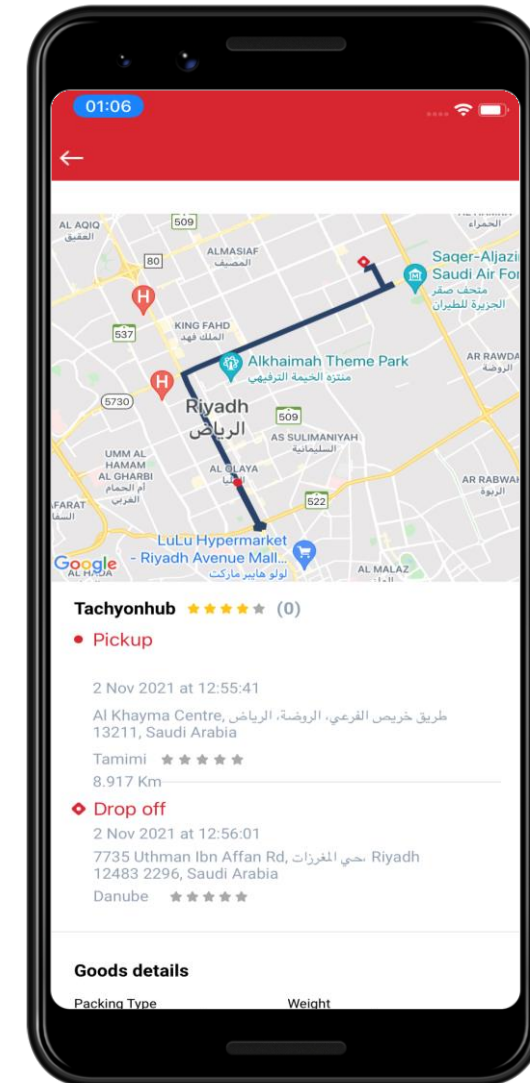 01:06
AL AQIQ
العقيق
509
الحمراء
80
ALMASIAF
المصيف
Saqer-Aljazi
Saudi Air For
متحف صقر
الجزيرة للطيران
H
537
KING FAHD
الملك فهد
Alkhaimah Theme Park
منتزه الخيمة الترفيهي
AR RAWDA
الروضة
H
5730
Riyadh
الرياض
509
AS SULIMANIYAH
السليمانية
UMM AL
HAMAM
AL GHARBI
أم الحمام
الغربي
AL OLAYA
AR RABWAH
الربوة
522
LuLu Hypermarket
- Riyadh Avenue Mall...
لولو هايبر ماركت
Google
AL MALAZ
Tachyonhub (0)
Pickup
2 Nov 2021 at 12:55:41
Al Khayma Centre, طريق خريص الفرعي، الروضة، الرياض
13211, Saudi Arabia
Tamimi
8.917 Km
Drop off
2 Nov 2021 at 12:56:01
7735 Uthman Ibn Affan Rd, حي المغرزات، Riyadh
12483 2296, Saudi Arabia
Danube
Goods details
Packing Type Weight